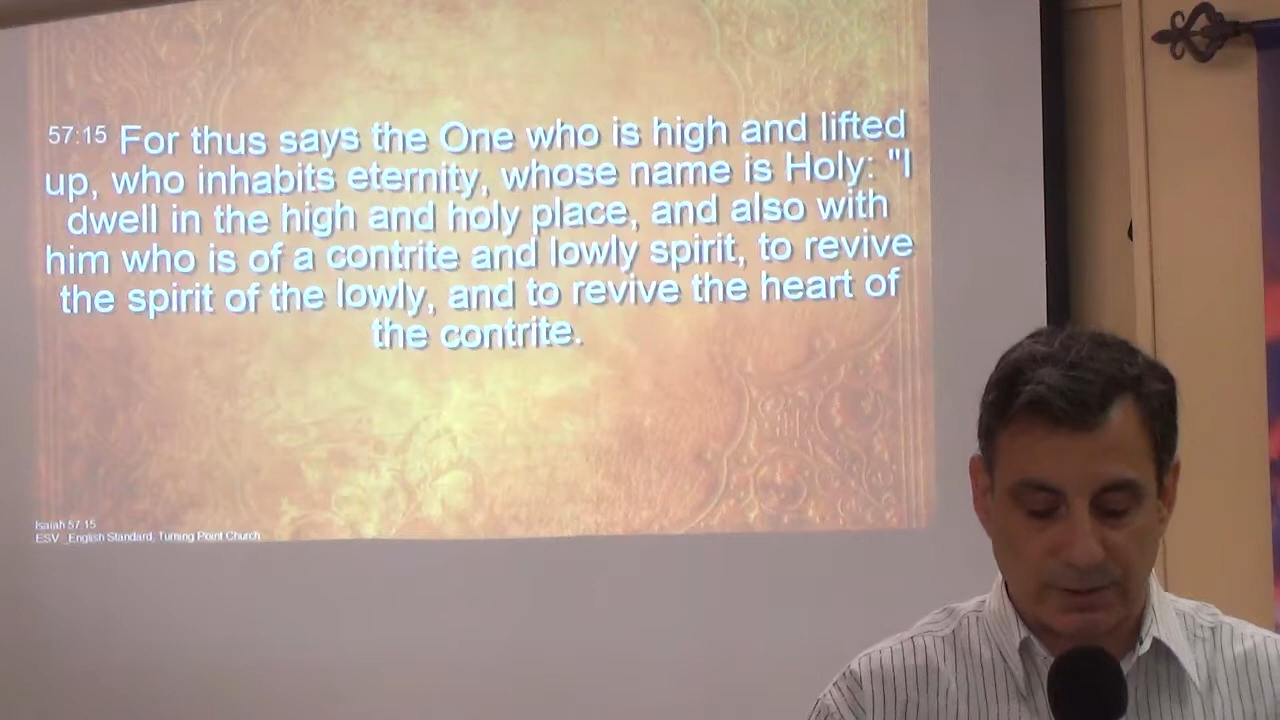 57:15 For thus says the One who is high and lifted
up, who inhabits eternity, whose name is Holy: "I
dwell in the high and holy place, and also with
him who is of a contrite and lowly spirit, to revive
the spirit of the lowly, and to revive the heart of
the contrite.
Isaiah 57:15
ESV _English Standard, Turning Point Church